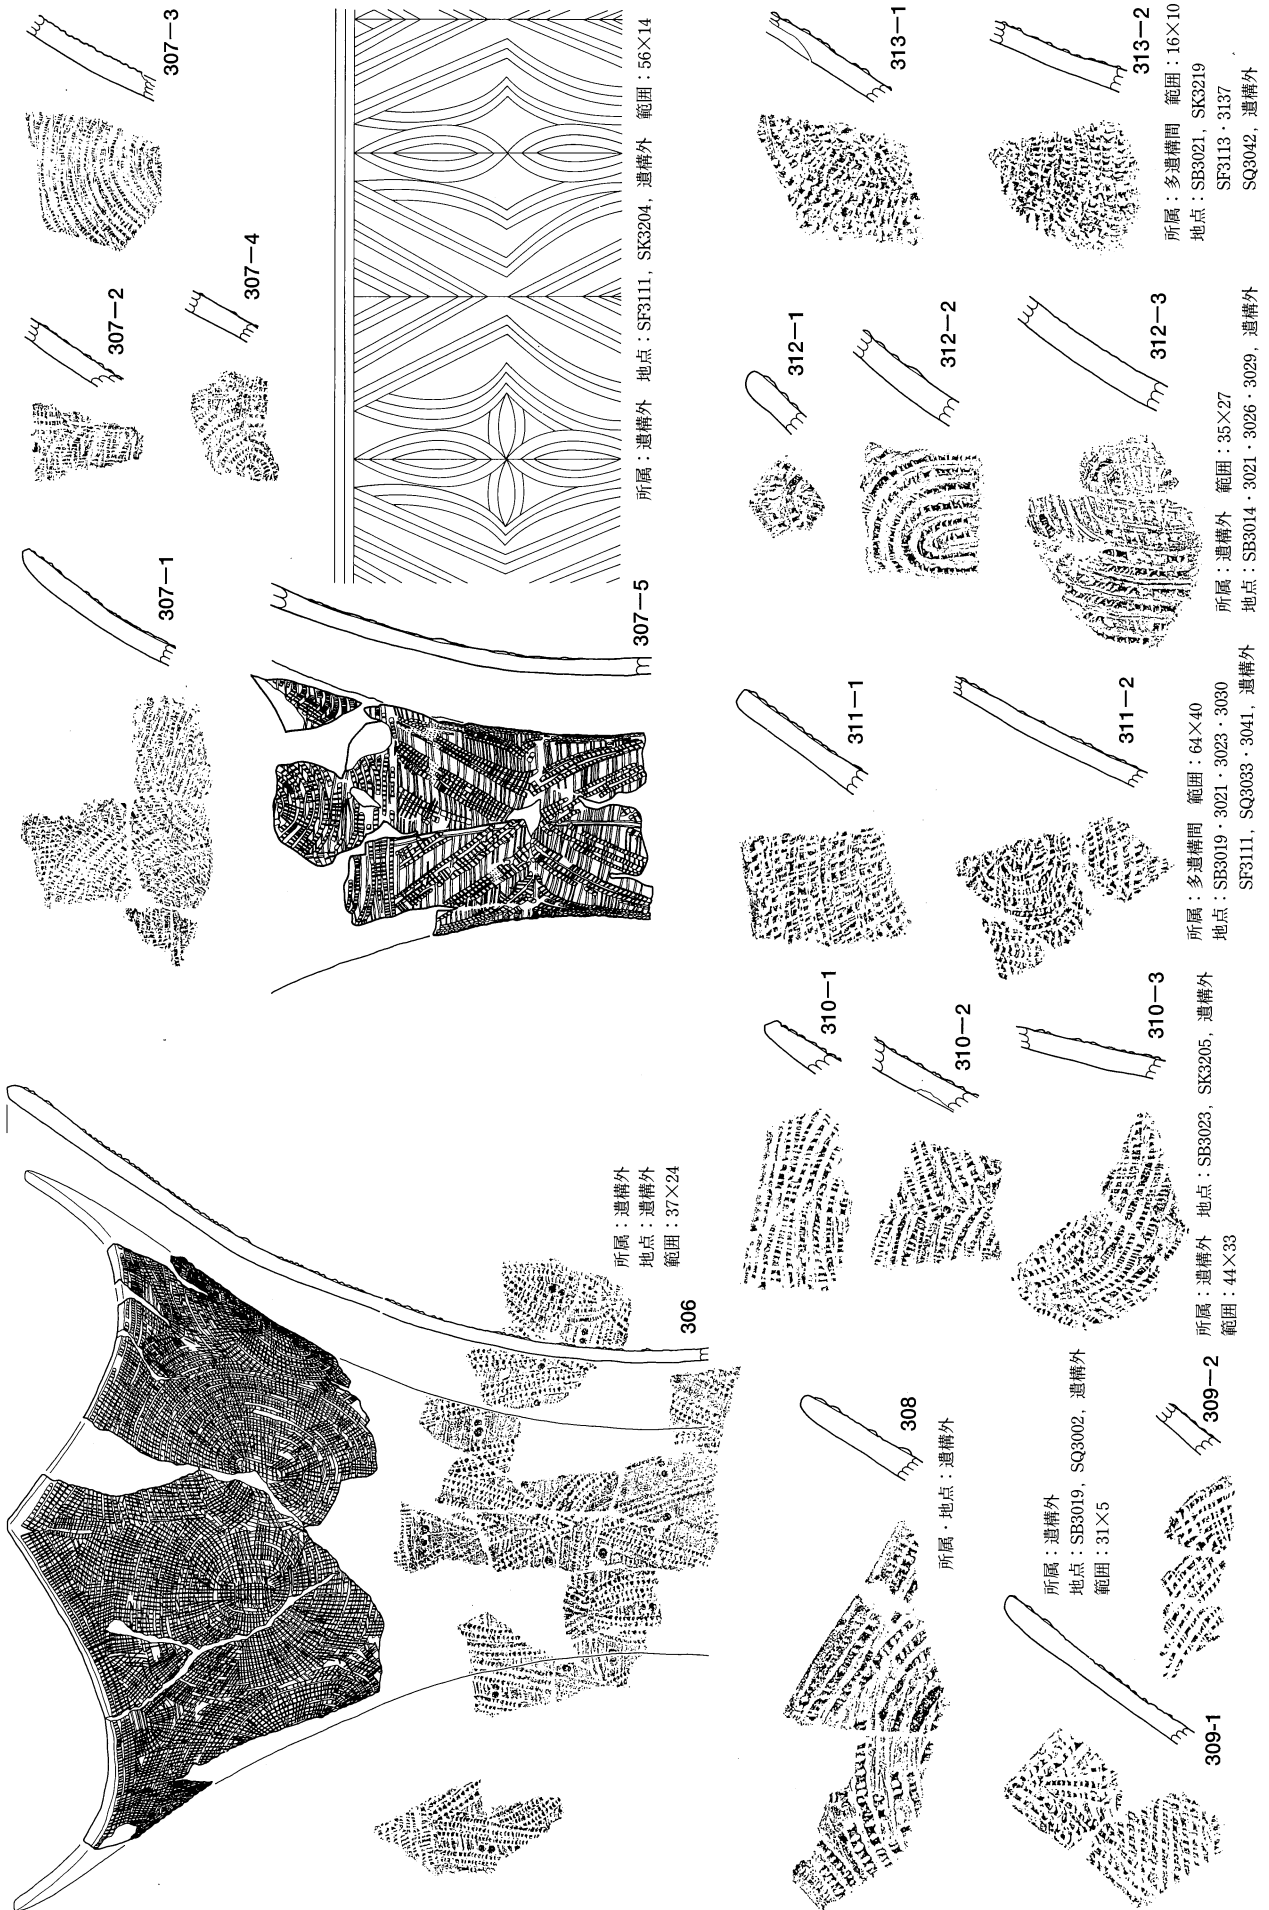 306
所属：遺構外
地点：遺構外
範囲：37×24
307―1
307―2
307―3
307―4
307―5
所属：遺構外　地点：SF3111，SK3204，遺構外　範囲：56×14
308
所属・地点：遺構外
309-1
309―2
所属：遺構外
地点：SB3019，SQ3002，遺構外
範囲：31×5
310―1
310―2
310―3
所属：遺構外　地点：SB3023，SK3205，遺構外
範囲：44×33
311―1
311―2
所属：多遺構間　範囲：64×40
地点：SB3019・3021・3023・3030
SF3111，SQ3033・3041，遺構外
312―1
312―2
312―3
所属：遺構外　範囲：35×27
地点：SB3014・3021・3026・3029，遺構外
313―1
313―2
所属：多遺構間　範囲：16×10
地点：SB3021，SK3219
SF3113・3137
SQ3042，遺構外